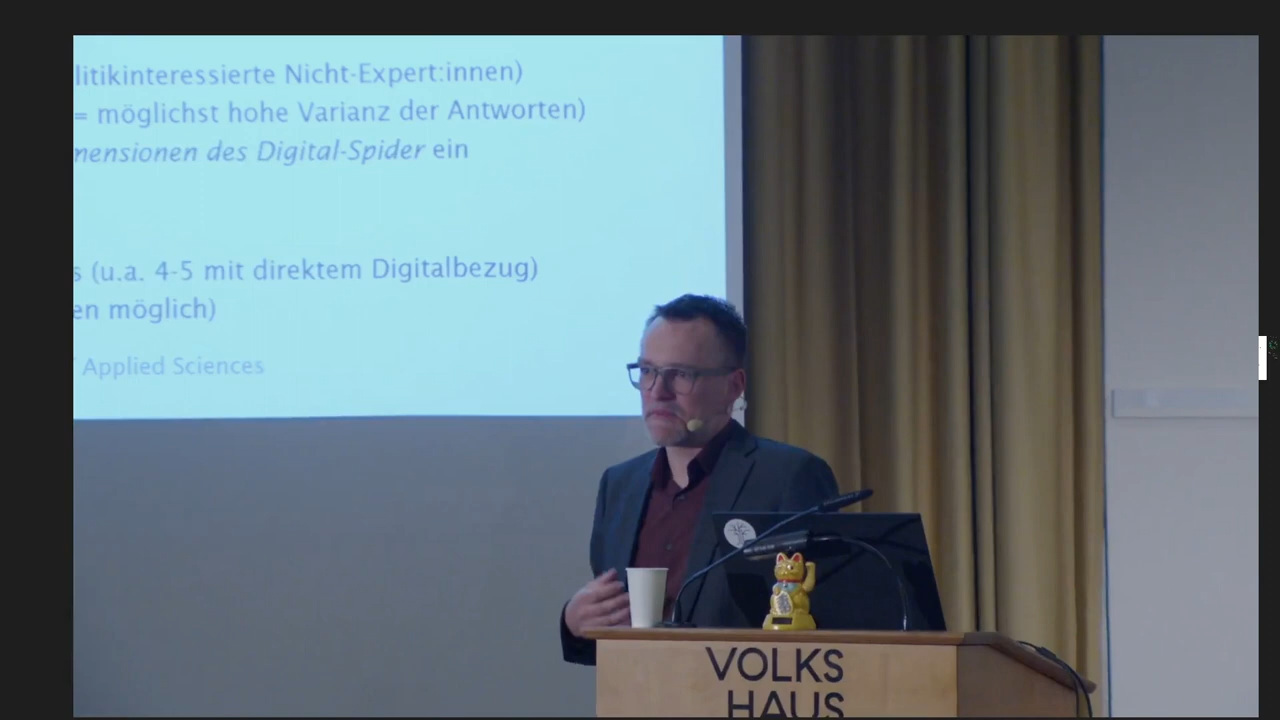 litikinteressierte Nicht-Expert:innen)
= möglichst hohe Varianz der Antworten)
mensionen des Digital-Spider ein
s (u.a. 4-5 mit direktem Digitalbezug)
en möglich)
Applied Sciences
VOLKS
HAUS